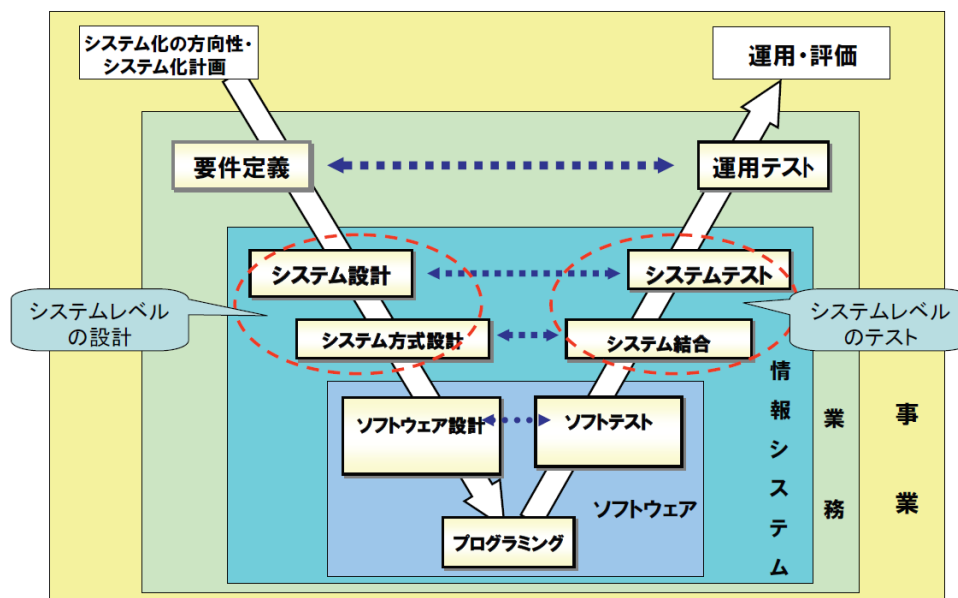 システム化の方向性・
システム化計画
運用・評価
要件定義
運用テスト
システム設計
システムテスト
システムレベル
の設計
システムレベル
のテスト
システム方式設計
システム結合
ソフトウェア設計
ソフトテスト
ソフトウェア
プログラミング
情報システム
業務
事業